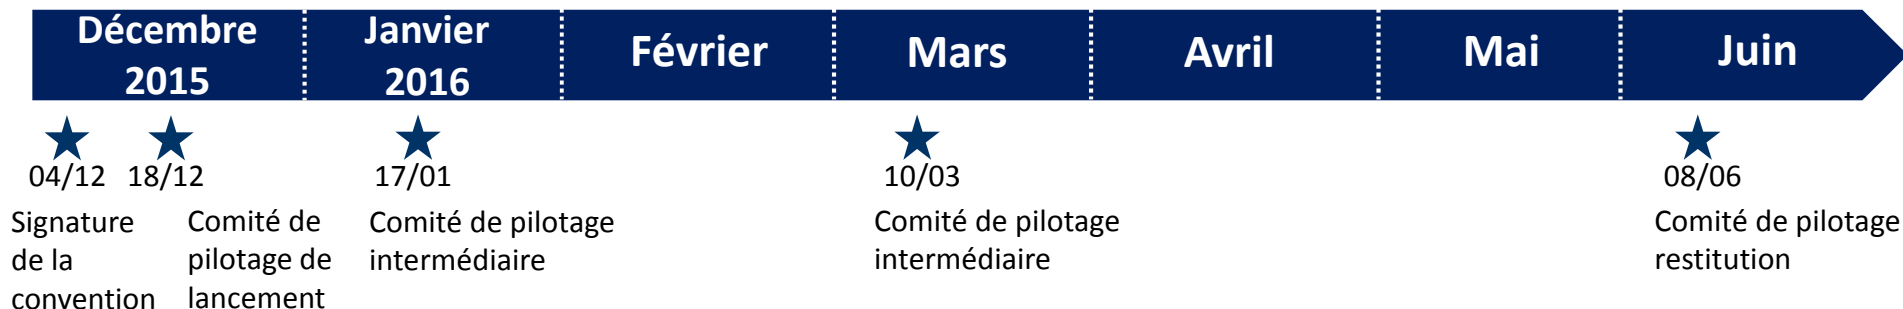 Décembre
2015
Janvier
2016
Février
Mars
Avril
Mai
Juin
04/12
18/12
17/01
10/03
08/06
Signature
de la
convention
Comité de
pilotage de
lancement
Comité de pilotage
intermédiaire
Comité de pilotage
intermédiaire
Comité de pilotage
restitution